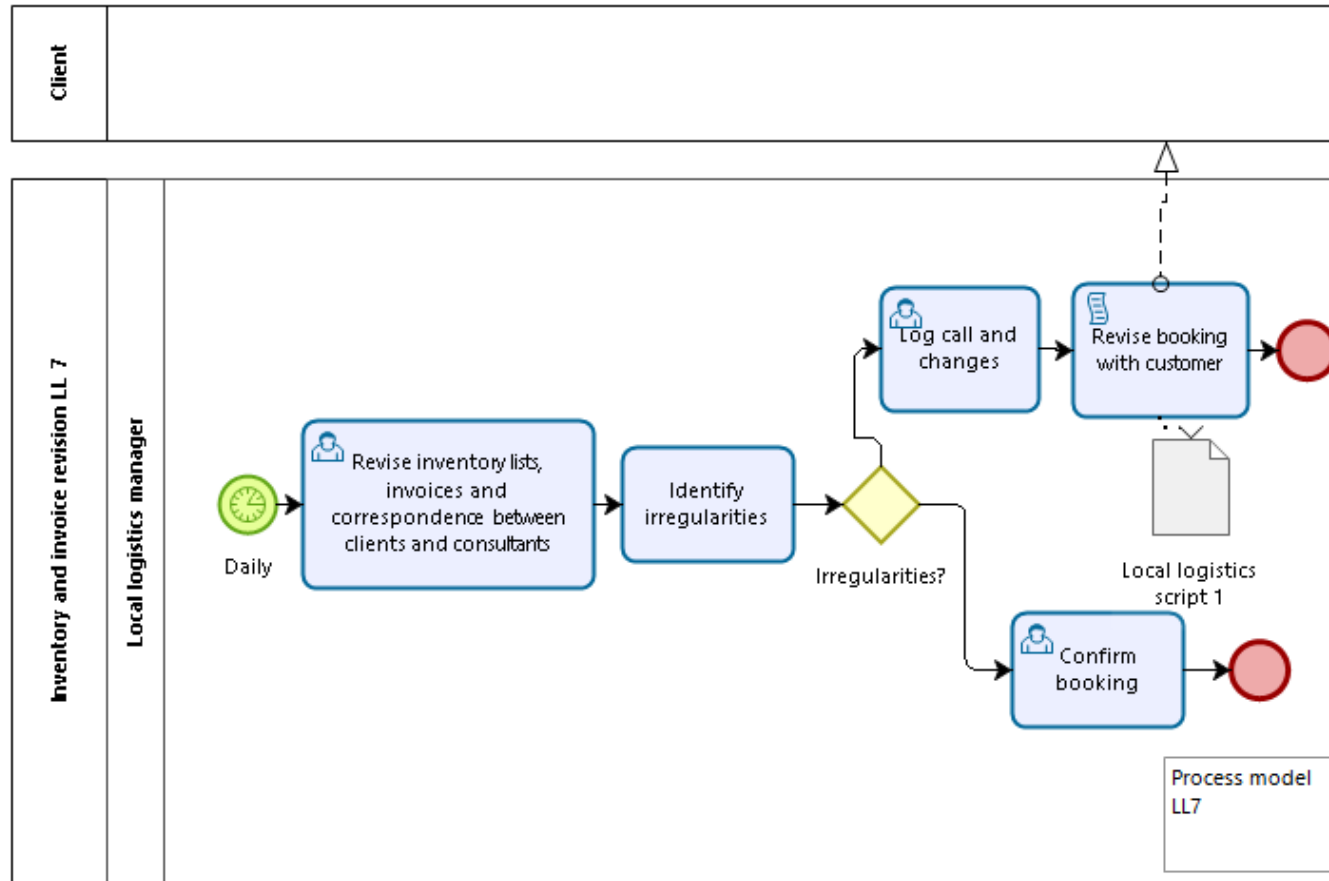 Client
Inventory and invoice revision LL 7
Local logistics manager
Daily
Revise inventory lists,
invoices and
correspondence between
clients and consultants
Identify
irregularities
Irregularities?
Log call and
changes
Revise booking
with customer
Local logistics
script 1
Confirm
booking
Process model
LL7